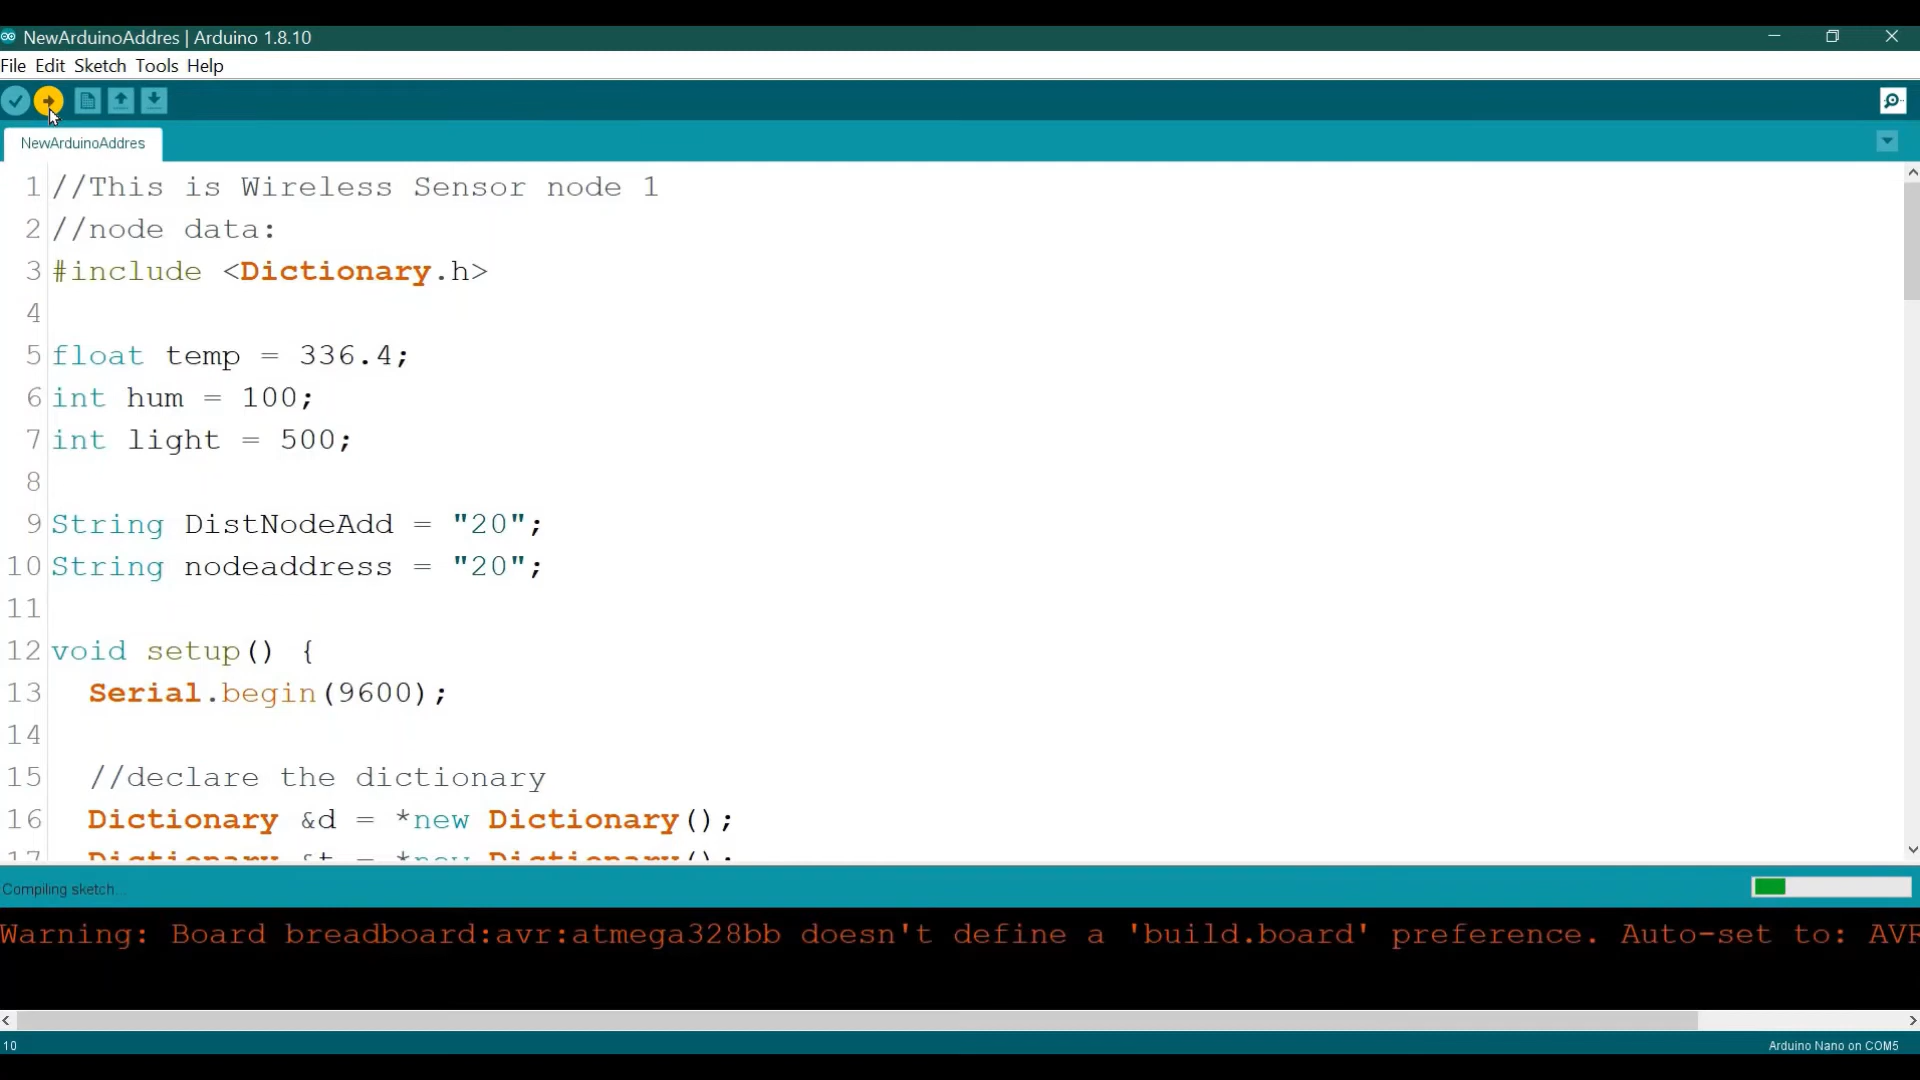 NewArduinoAddres | Arduino 1.8.10
File Edit Sketch Tools Help
NewArduinoAddres
1 //This is Wireless Sensor node 1
2 //node data:
3 #include <Dictionary.h>
4
5 float temp = 336.4;
6 int hum = 100;
7 int light = 500;
8
9 String DistNodeAdd = "20";
10 String nodeaddress = "20";
11
12 void setup() {
13 Serial.begin(9600);
14
15 //declare the dictionary
16 Dictionary &d = *new Dictionary();
17 Dictionary &t = *new Dictionary();
Compiling sketch...
Warning: Board breadboard:avr:atmega328bb doesn't define a 'build.board' preference. Auto-set to: AVR
10
Arduino Nano on COM5